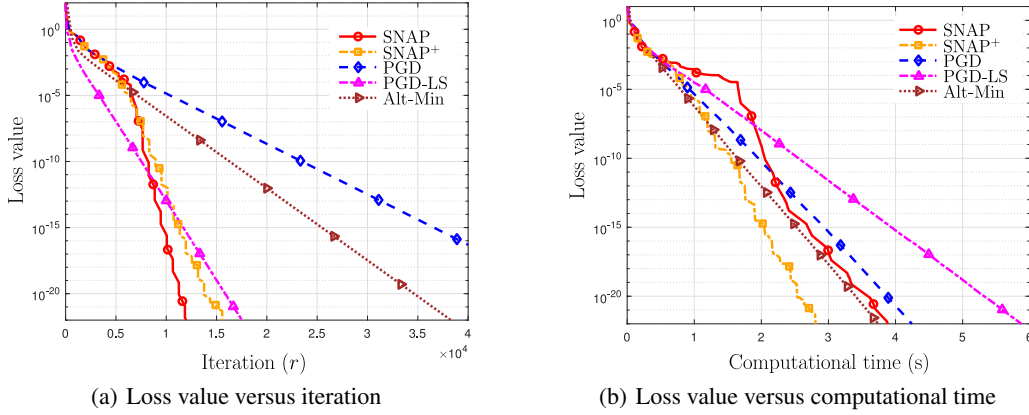 10^0
10^-5
10^-10
10^-15
10^-20
Loss value
SNAP
SNAP+
PGD
PGD-LS
Alt-Min
0 0.5 1 1.5 2 2.5 3 3.5 4
×10^4
Iteration (r)
(a) Loss value versus iteration
10^0
10^-5
10^-10
10^-15
10^-20
Loss value
SNAP
SNAP+
PGD
PGD-LS
Alt-Min
0 1 2 3 4 5 6
Computational time (s)
(b) Loss value versus computational time